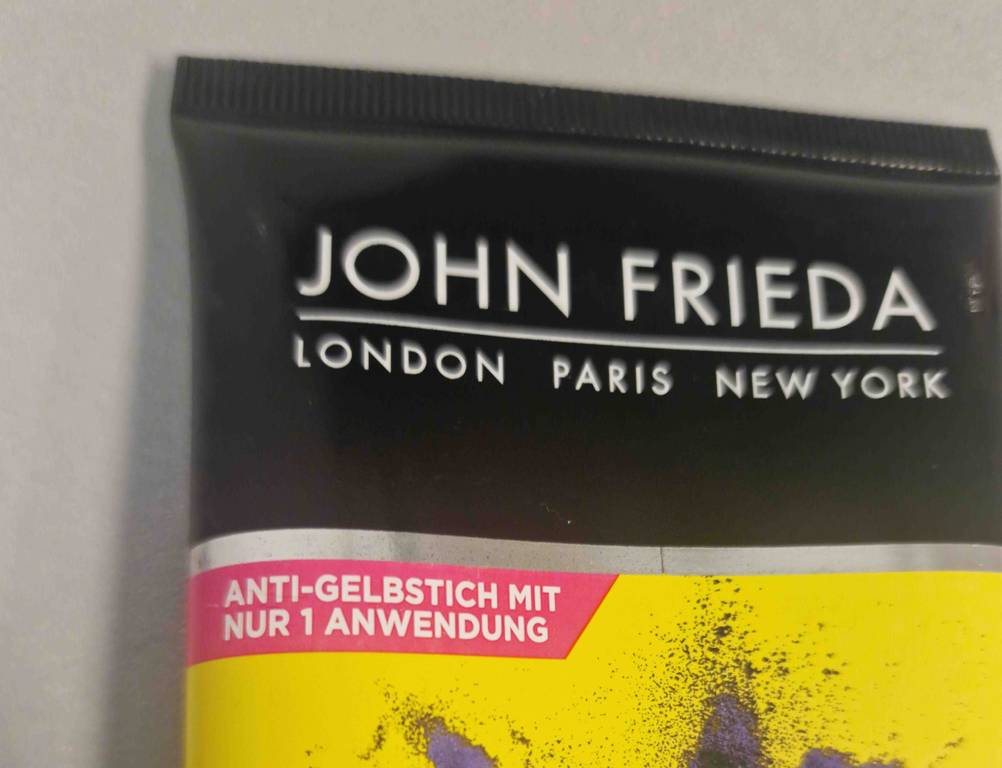 JOHN FRIEDA
LONDON PARIS NEW YORK
ANTI-GELBSTICH MIT
NUR 1 ANWENDUNG